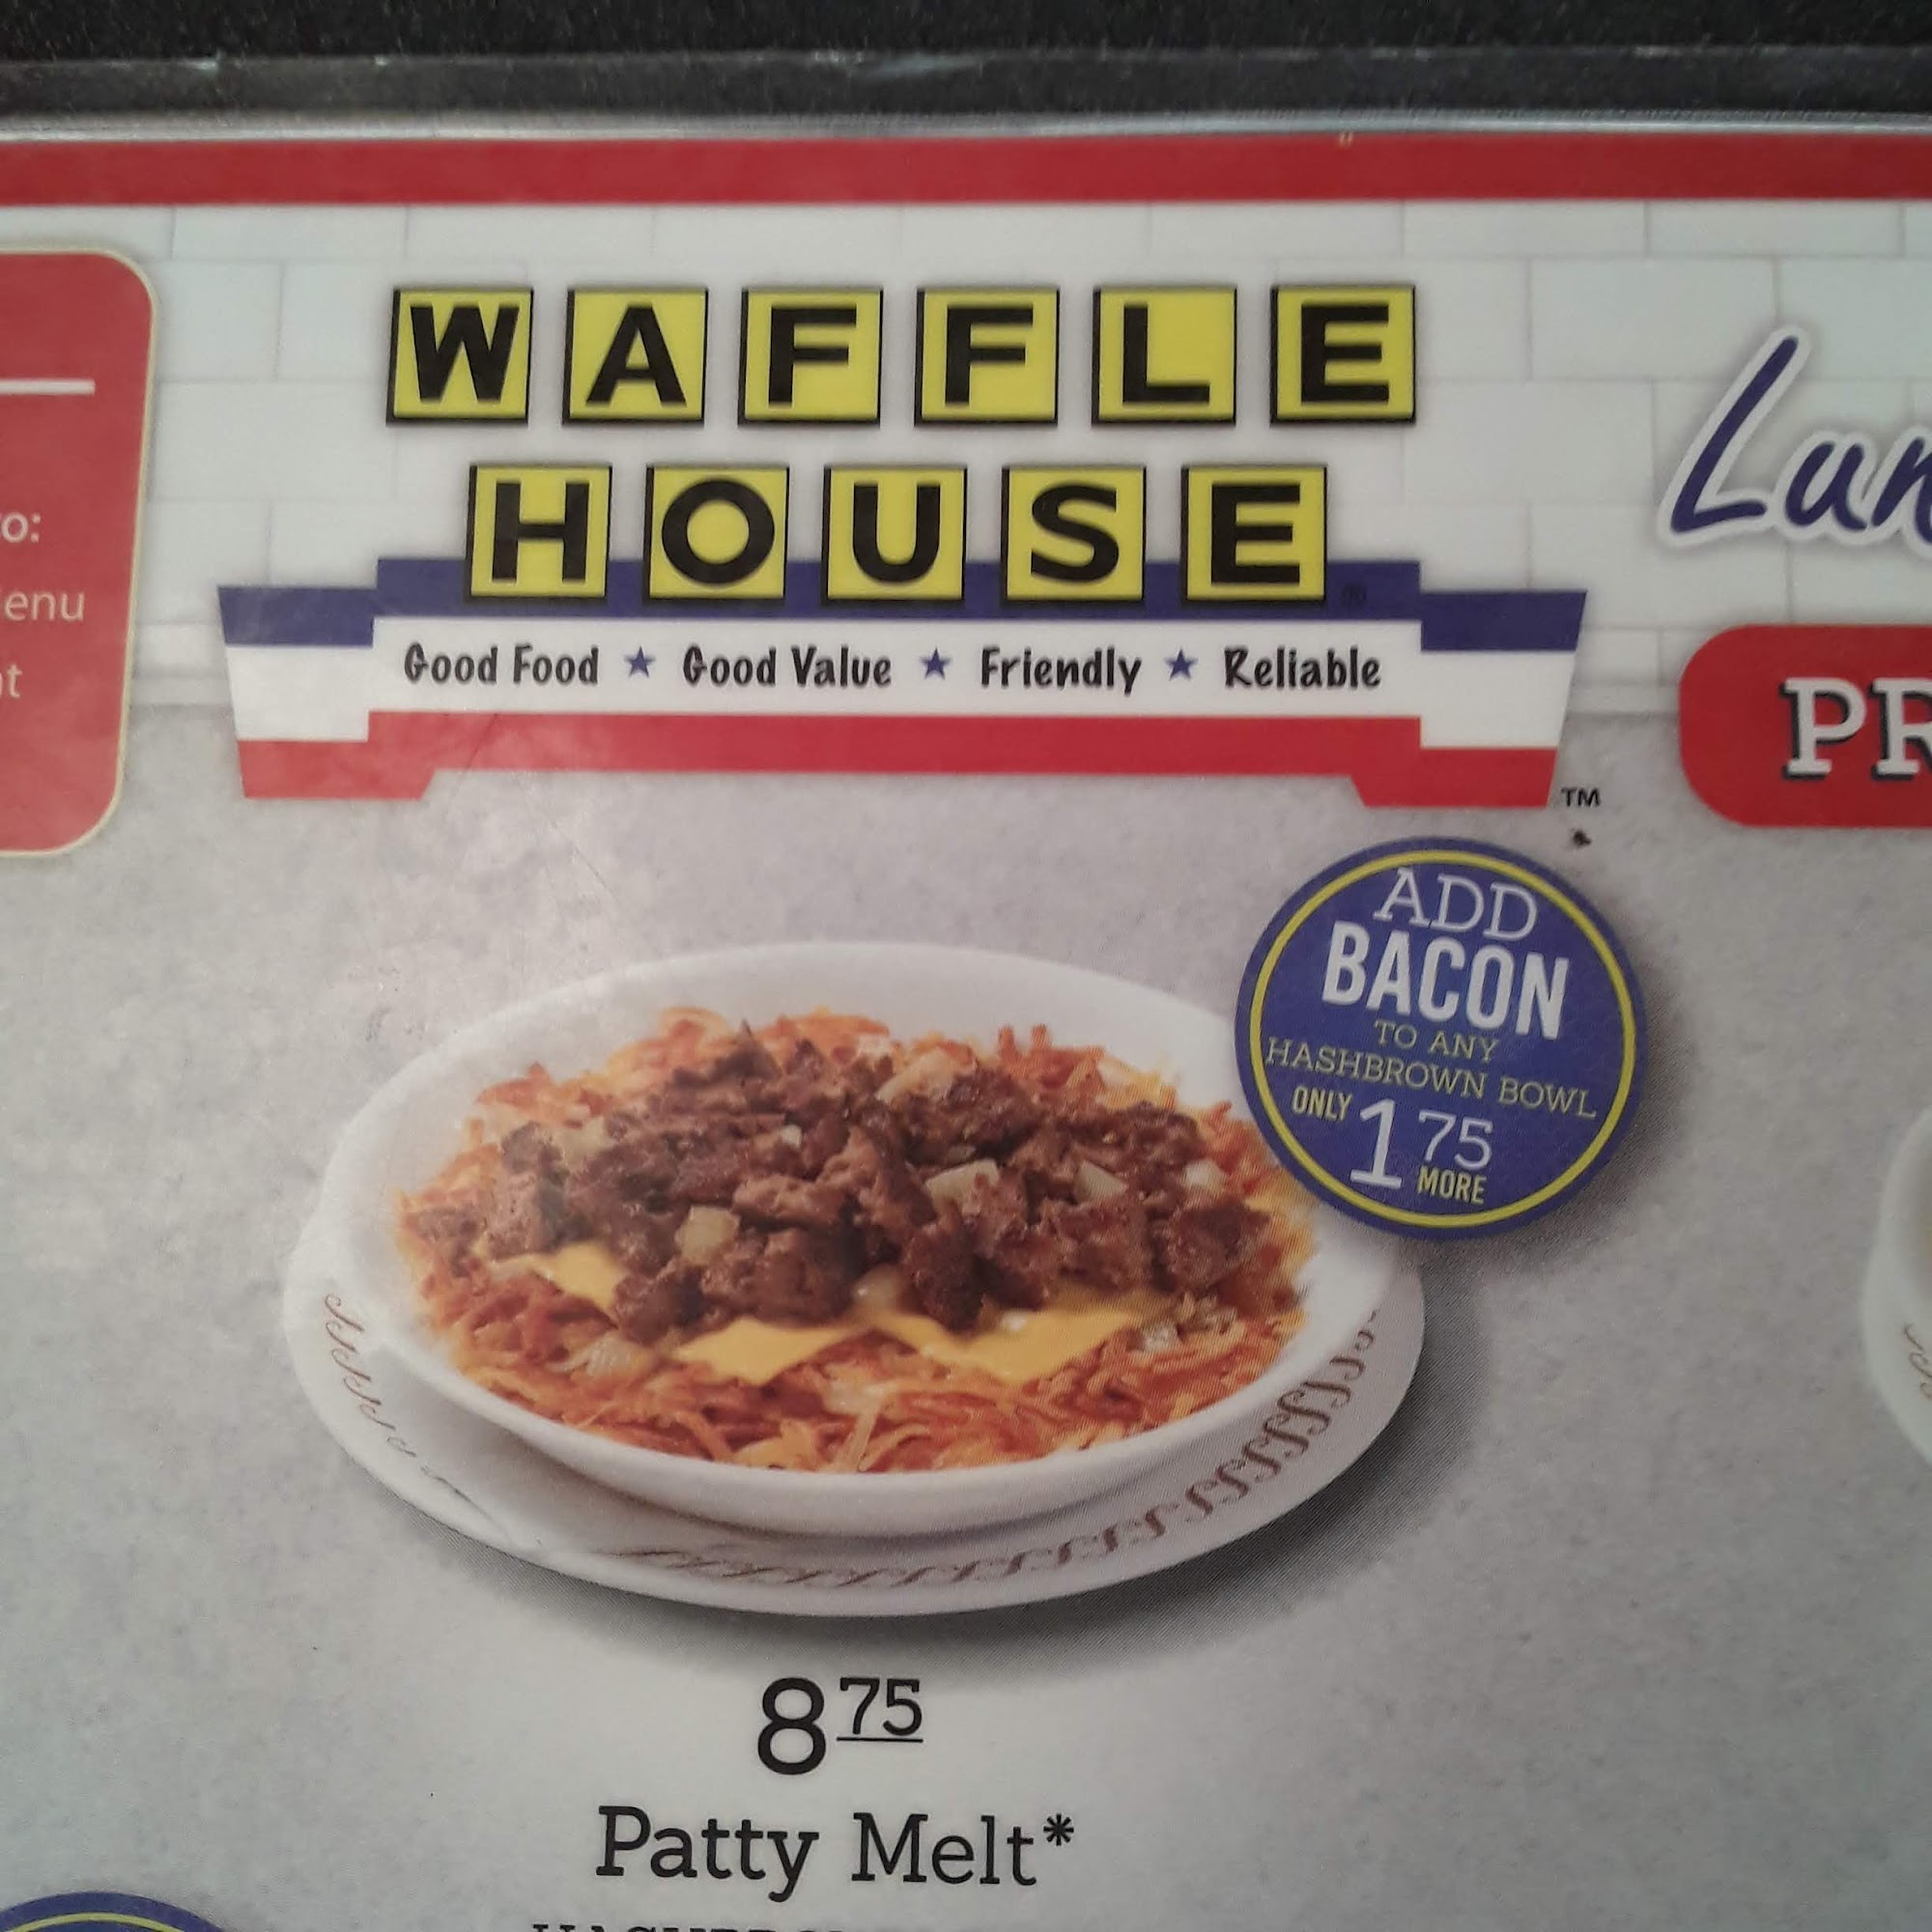 WAFFLE
HOUSE
Good Food ★ Good Value ★ Friendly ★ Reliable
TM
ADD
BACON
TO ANY
HASHBROWN BOWL
ONLY 1 75
MORE
8 75
Patty Melt*